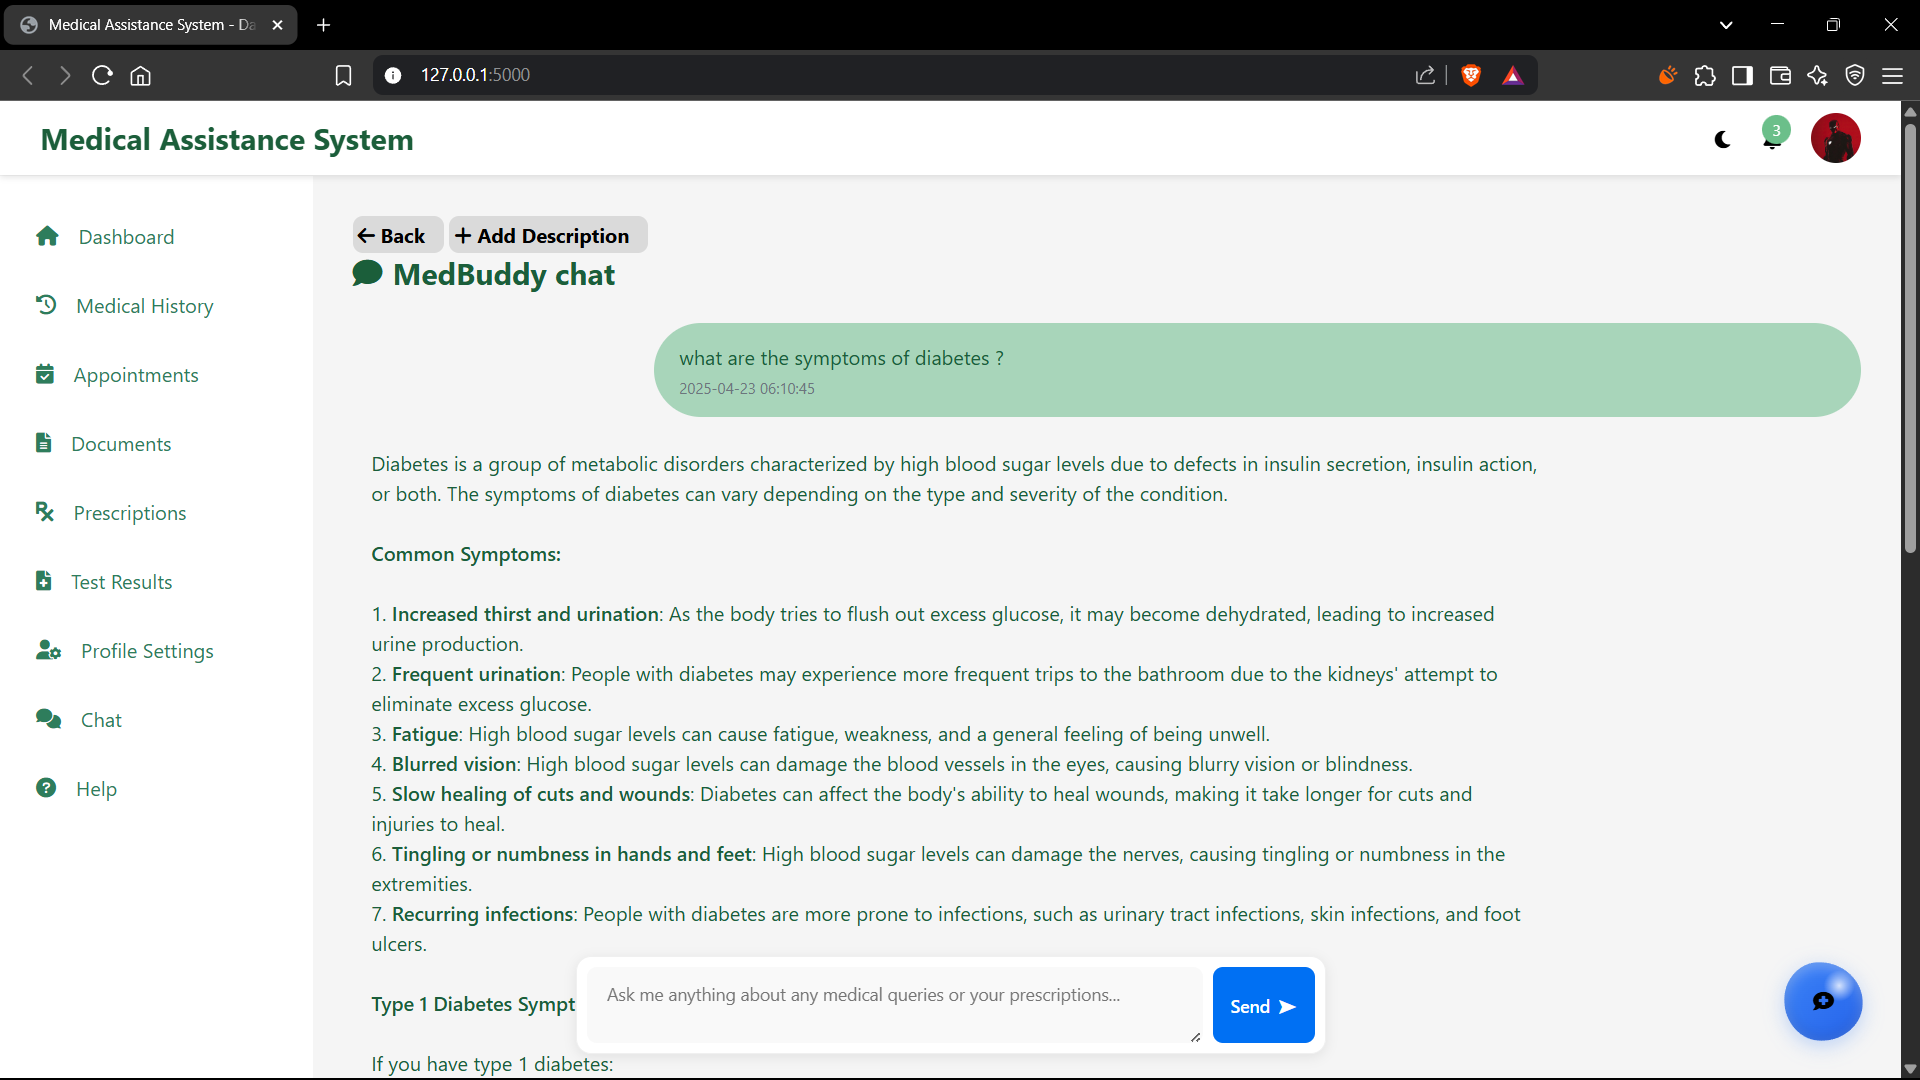 Medical Assistance System - Da
127.0.0.1:5000
Medical Assistance System
3
Dashboard
Medical History
Appointments
Documents
Prescriptions
Test Results
Profile Settings
Chat
Help
Back
Add Description
MedBuddy chat
what are the symptoms of diabetes ?
2025-04-23 06:10:45
Diabetes is a group of metabolic disorders characterized by high blood sugar levels due to defects in insulin secretion, insulin action,
or both. The symptoms of diabetes can vary depending on the type and severity of the condition.
Common Symptoms:
1. Increased thirst and urination: As the body tries to flush out excess glucose, it may become dehydrated, leading to increased
urine production.
2. Frequent urination: People with diabetes may experience more frequent trips to the bathroom due to the kidneys' attempt to
eliminate excess glucose.
3. Fatigue: High blood sugar levels can cause fatigue, weakness, and a general feeling of being unwell.
4. Blurred vision: High blood sugar levels can damage the blood vessels in the eyes, causing blurry vision or blindness.
5. Slow healing of cuts and wounds: Diabetes can affect the body's ability to heal wounds, making it take longer for cuts and
injuries to heal.
6. Tingling or numbness in hands and feet: High blood sugar levels can damage the nerves, causing tingling or numbness in the
extremities.
7. Recurring infections: People with diabetes are more prone to infections, such as urinary tract infections, skin infections, and foot
ulcers.
Type 1 Diabetes Sympt
If you have type 1 diabetes:
Ask me anything about any medical queries or your prescriptions...
Send